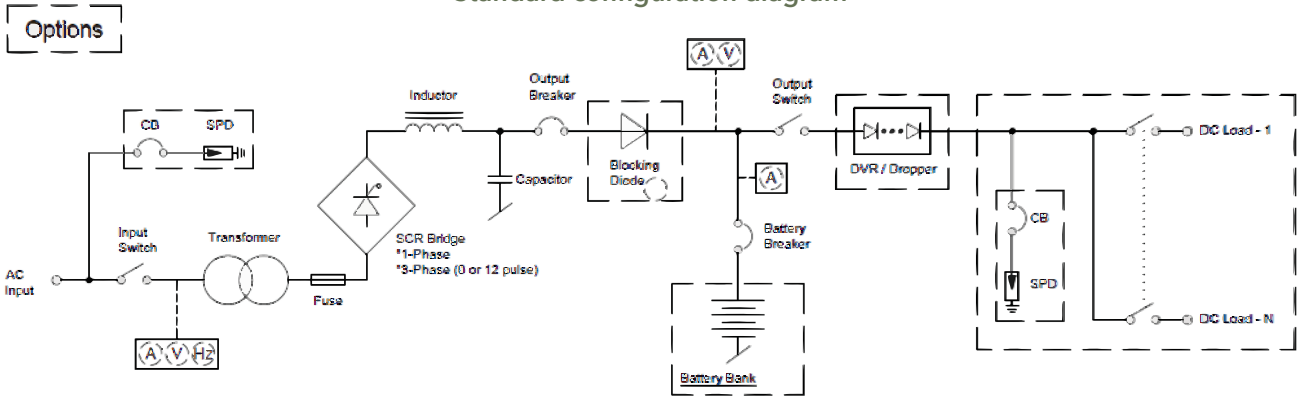 Standard configuration diagram
Options
CB
SPD
Inductor
Output
Breaker
A V
Output
Switch
DC Load - 1
Blocking
Diode
DVR / Dropper
Capacitor
A
CB
Input
Switch
Transformer
SCR Bridge
*1-Phase
*3-Phase (0 or 12 pulse)
Battery
Breaker
AC
Input
Fuse
SPD
DC Load - N
A V Hz
Battery Bank